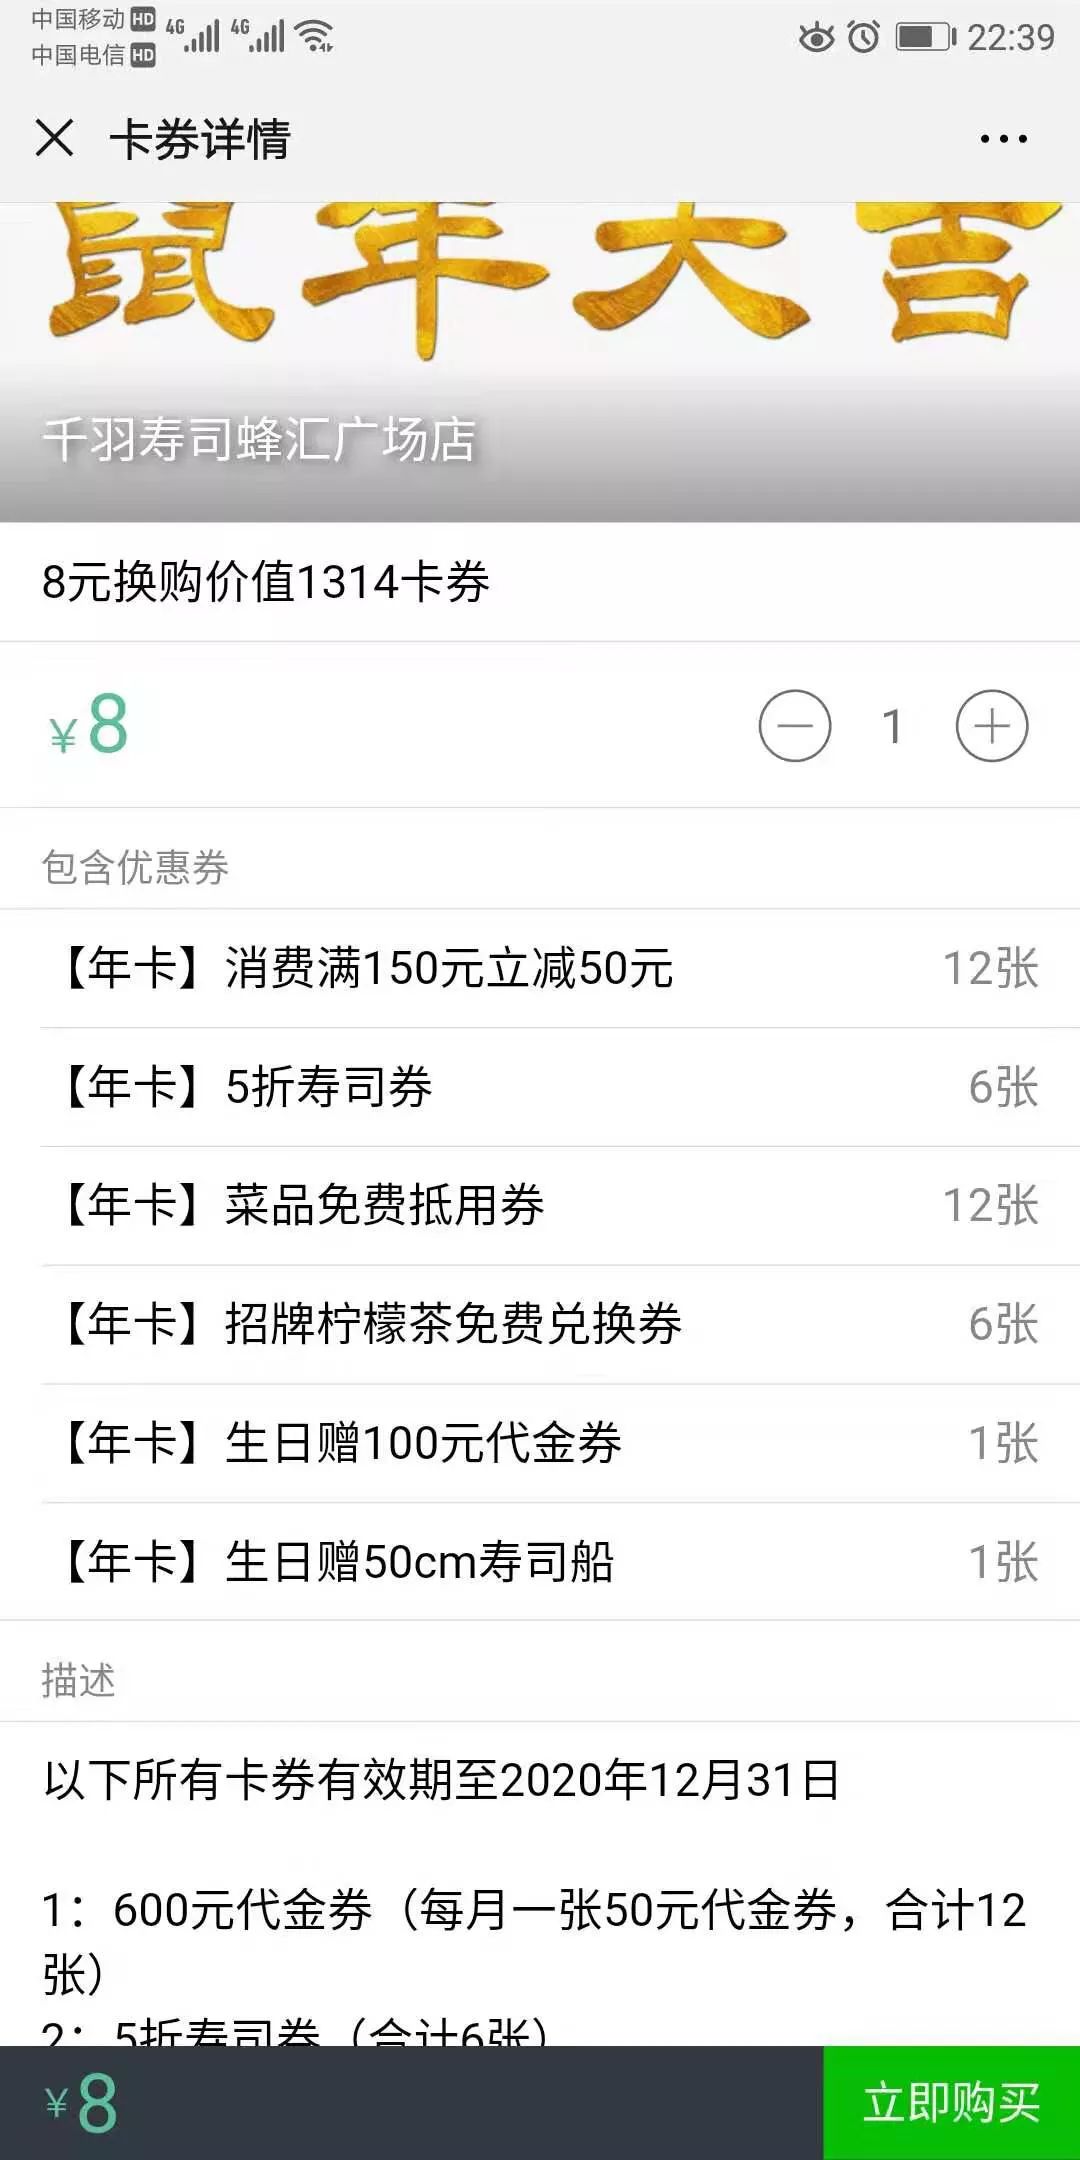 中国移动 HD 4G 4G 22:39
中国电信 HD
卡券详情
鼠年大吉
千羽寿司蜂汇广场店
8元换购价值1314卡券
¥8 1
包含优惠券
【年卡】消费满150元立减50元 12张
【年卡】5折寿司券 6张
【年卡】菜品免费抵用券 12张
【年卡】招牌柠檬茶免费兑换券 6张
【年卡】生日赠100元代金券 1张
【年卡】生日赠50cm寿司船 1张
描述
以下所有卡券有效期至2020年12月31日
1：600元代金券（每月一张50元代金券，合计12
张）
2：5折寿司券（合计6张）
¥8 立即购买